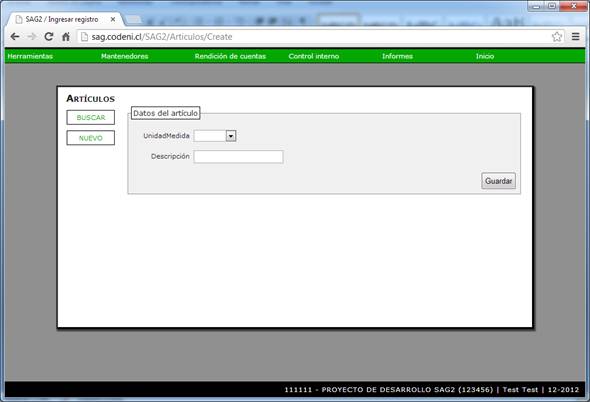 SAG2 / Ingresar registro
sag.codeni.cl/SAG2/Articulos/Create
Herramientas Mantenedores Rendición de cuentas Control interno Informes Inicio
ARTÍCULOS
BUSCAR
NUEVO
Datos del artículo
UnidadMedida
Descripción
Guardar
111111 - PROYECTO DE DESARROLLO SAG2 (123456) | Test Test | 12-2012